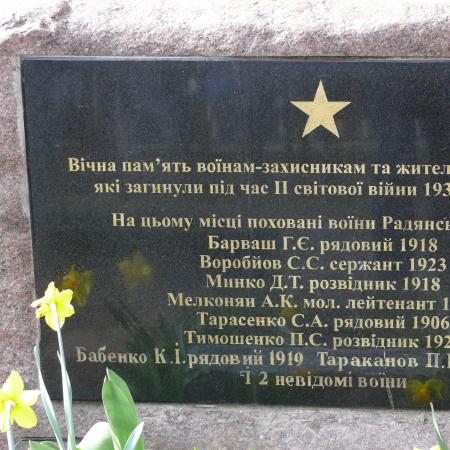 Вічна пам'ять воїнам-захисникам та жител
які загинули під час ІІ світової війни 193
На цьому місці поховані воїни Радянс
Барваш Г.Є. рядовий 1918
Воробйов С.С. сержант 1923
Минко Д.Т. розвідник 1918
Мелконян А.К. мол. лейтенант 1
Тарасенко С.А. рядовий 1906
Тимошенко П.С. розвідник 192
Бабенко К.І.рядовий 1919 Тараканов П.
І 2 невідомі воїни